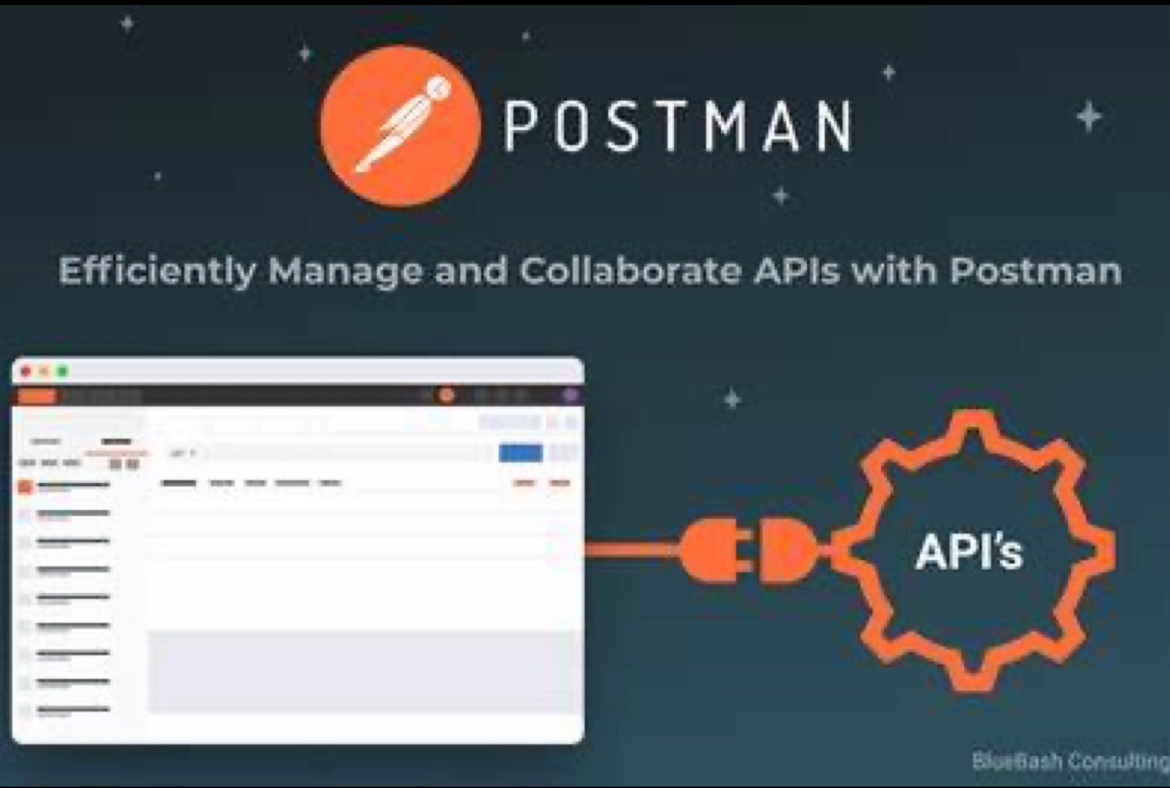 POSTMAN
Efficiently Manage and Collaborate APIs with Postman
API's
BlueBash Consulting